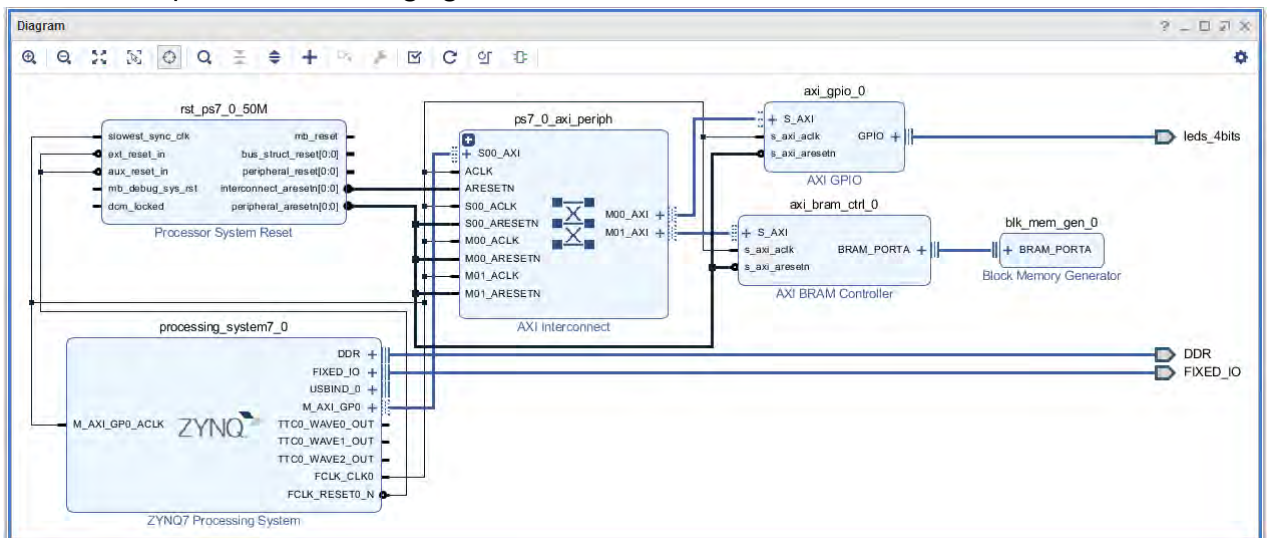 Diagram
rst_ps7_0_50M
slowest_sync_clk
ext_reset_in
aux_reset_in
mb_debug_sys_rst
dcm_locked
mb_reset
bus_struct_reset[0:0]
peripheral_reset[0:0]
interconnect_aresetn[0:0]
peripheral_aresetn[0:0]
Processor System Reset
ps7_0_axi_periph
S00_AXI
ACLK
ARESETN
S00_ACLK
S00_ARESETN
M00_ACLK
M00_ARESETN
M01_ACLK
M01_ARESETN
M00_AXI
M01_AXI
AXI Interconnect
axi_gpio_0
S_AXI
s_axi_aclk
s_axi_aresetn
GPIO
AXI GPIO
leds_4bits
axi_bram_ctrl_0
S_AXI
s_axi_aclk
s_axi_aresetn
BRAM_PORTA
AXI BRAM Controller
blk_mem_gen_0
BRAM_PORTA
Block Memory Generator
processing_system7_0
M_AXI_GP0_ACLK
ZYNQ
DDR
FIXED_IO
USBIND_0
M_AXI_GP0
TTC0_WAVE0_OUT
TTC0_WAVE1_OUT
TTC0_WAVE2_OUT
FCLK_CLK0
FCLK_RESET0_N
ZYNQ7 Processing System
DDR
FIXED_IO